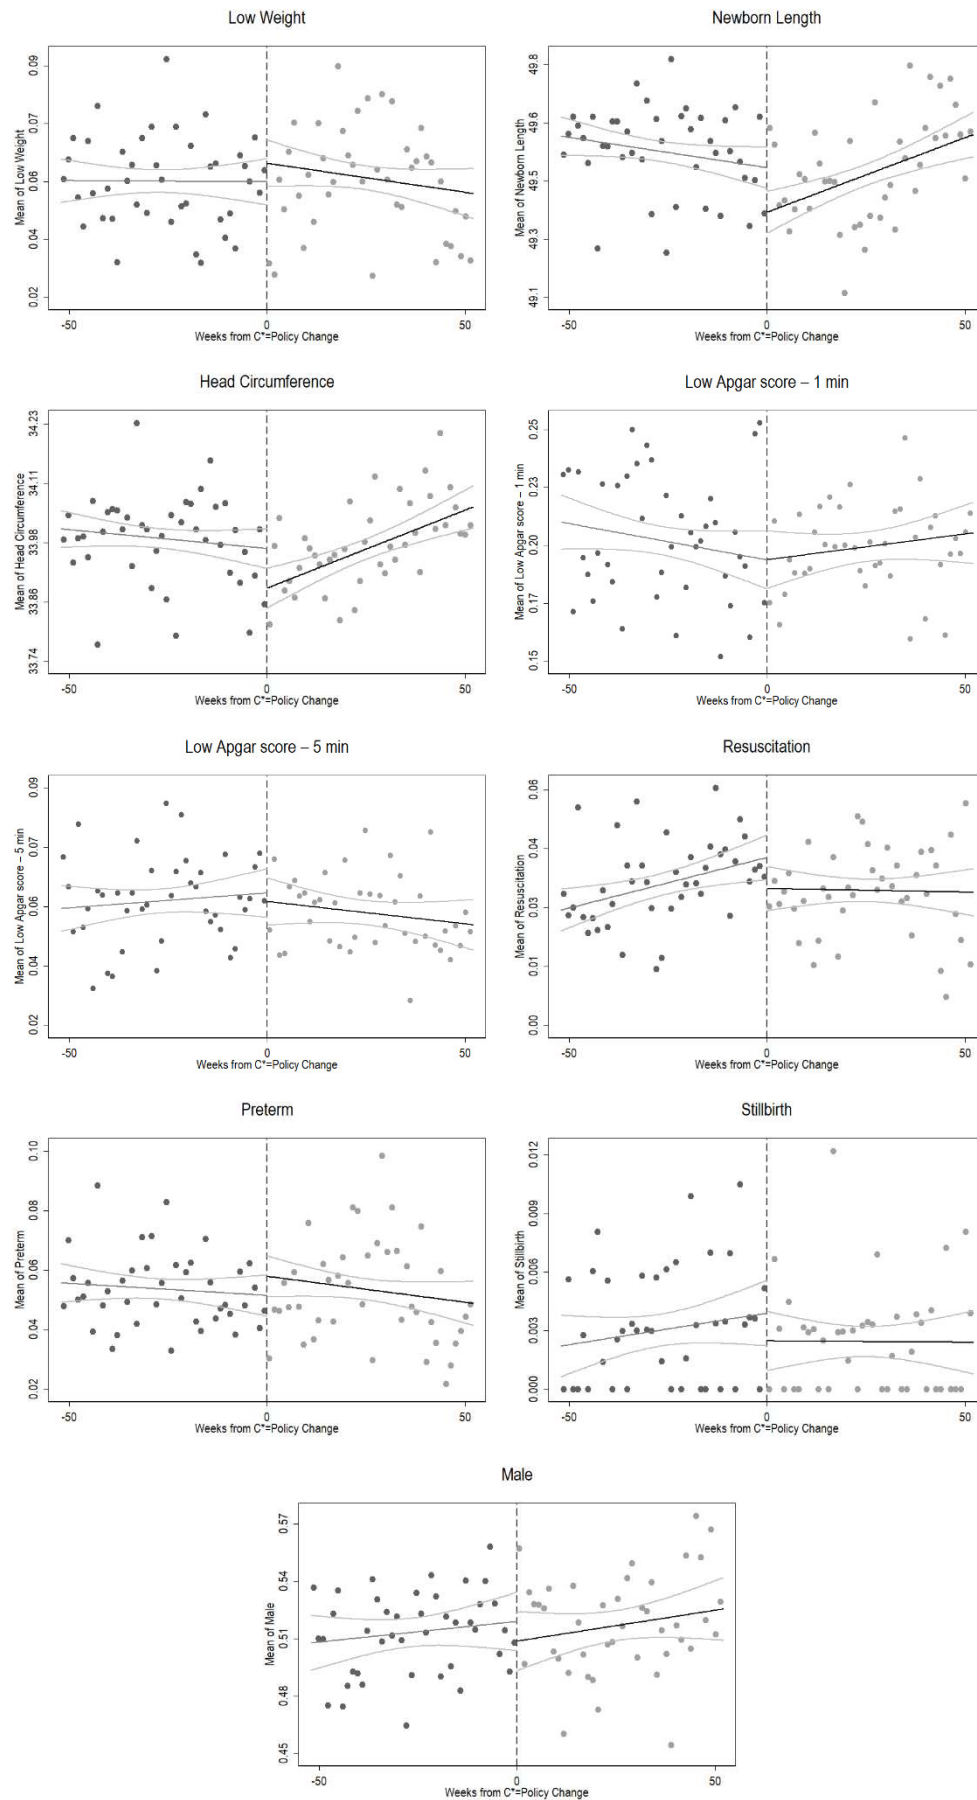 Low Weight
Mean of Low Weight
0.09
0.07
0.06
0.04
0.02
-50 0 50
Weeks from C*=Policy Change
Newborn Length
Mean of Newborn Length
49.8
49.6
49.5
49.3
49.1
-50 0 50
Weeks from C*=Policy Change
Head Circumference
Mean of Head Circumference
34.23
34.11
33.98
33.86
33.74
-50 0 50
Weeks from C*=Policy Change
Low Apgar score – 1 min
Mean of Low Apgar score – 1 min
0.25
0.23
0.20
0.17
0.15
-50 0 50
Weeks from C*=Policy Change
Low Apgar score – 5 min
Mean of Low Apgar score – 5 min
0.09
0.07
0.06
0.04
0.02
-50 0 50
Weeks from C*=Policy Change
Resuscitation
Mean of Resuscitation
0.06
0.04
0.03
0.01
0.00
-50 0 50
Weeks from C*=Policy Change
Preterm
Mean of Preterm
0.10
0.08
0.06
0.04
0.02
-50 0 50
Weeks from C*=Policy Change
Stillbirth
Mean of Stillbirth
0.012
0.009
0.006
0.003
0.000
-50 0 50
Weeks from C*=Policy Change
Male
Mean of Male
0.57
0.54
0.51
0.48
0.45
-50 0 50
Weeks from C*=Policy Change